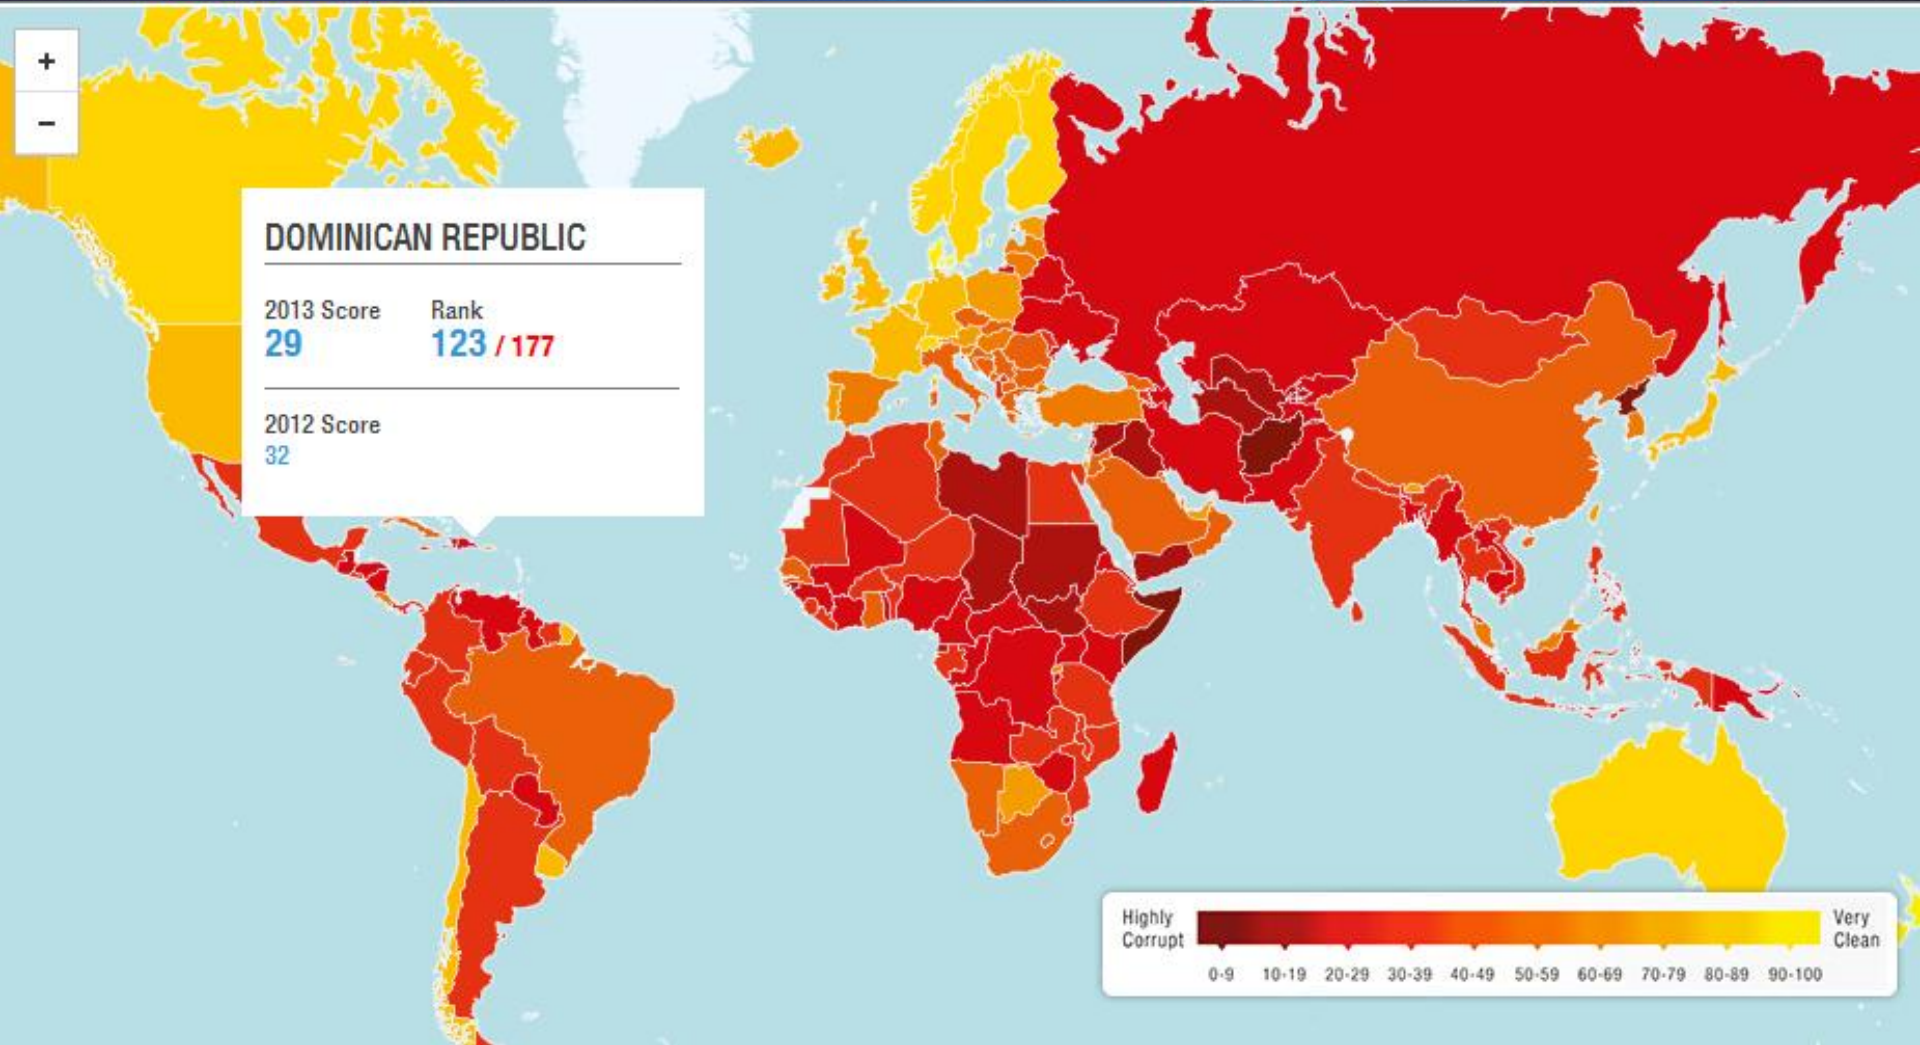 +
−
DOMINICAN REPUBLIC
2013 Score Rank
29 123 / 177
2012 Score
32
Highly Corrupt
Very Clean
0-9 10-19 20-29 30-39 40-49 50-59 60-69 70-79 80-89 90-100